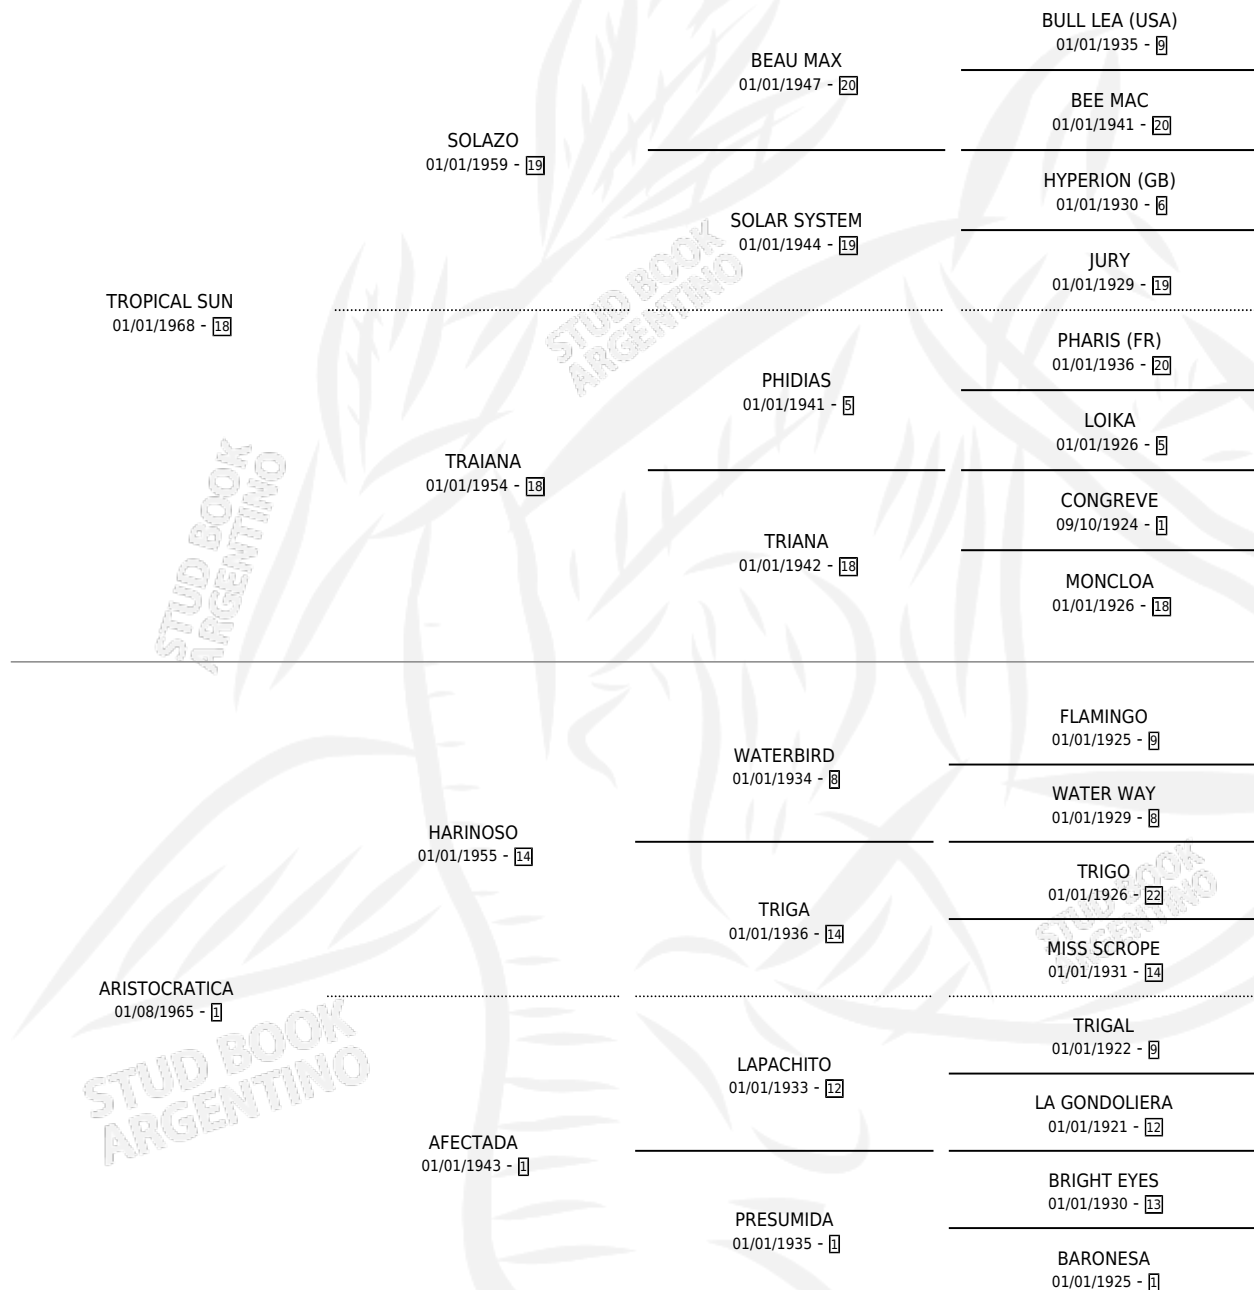 BULL LEA (USA)
01/01/1935 - 9
BEAU MAX
01/01/1947 - 20
BEE MAC
01/01/1941 - 20
SOLAZO
01/01/1959 - 19
HYPERION (GB)
01/01/1930 - 6
SOLAR SYSTEM
01/01/1944 - 19
JURY
01/01/1929 - 19
TROPICAL SUN
01/01/1968 - 18
PHARIS (FR)
01/01/1936 - 20
PHIDIAS
01/01/1941 - 5
LOIKA
01/01/1926 - 5
TRAIANA
01/01/1954 - 18
CONGREVE
09/10/1924 - 1
TRIANA
01/01/1942 - 18
MONCLOA
01/01/1926 - 18
FLAMINGO
01/01/1925 - 9
WATERBIRD
01/01/1934 - 8
WATER WAY
01/01/1929 - 8
HARINOSO
01/01/1955 - 14
TRIGO
01/01/1926 - 22
TRIGA
01/01/1936 - 14
MISS SCROPE
01/01/1931 - 14
ARISTOCRATICA
01/08/1965 - 1
TRIGAL
01/01/1922 - 9
LAPACHITO
01/01/1933 - 12
LA GONDOLIERA
01/01/1921 - 12
AFECTADA
01/01/1943 - 1
BRIGHT EYES
01/01/1930 - 13
PRESUMIDA
01/01/1935 - 1
BARONESA
01/01/1925 - 1
STUD BOOK
ARGENTINO
STUD BOOK
ARGENTINO
STUD BOOK
ARGENTINO
STUD BOOK
ARGENTINO